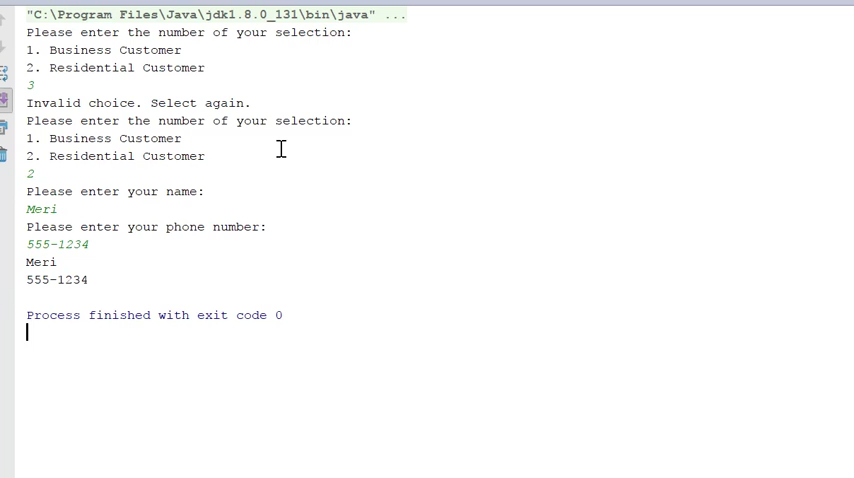 "C:\Program Files\Java\jdk1.8.0_131\bin\java" ...
Please enter the number of your selection:
1. Business Customer
2. Residential Customer
3
Invalid choice. Select again.
Please enter the number of your selection:
1. Business Customer
2. Residential Customer
2
Please enter your name:
Meri
Please enter your phone number:
555-1234
Meri
555-1234
Process finished with exit code 0